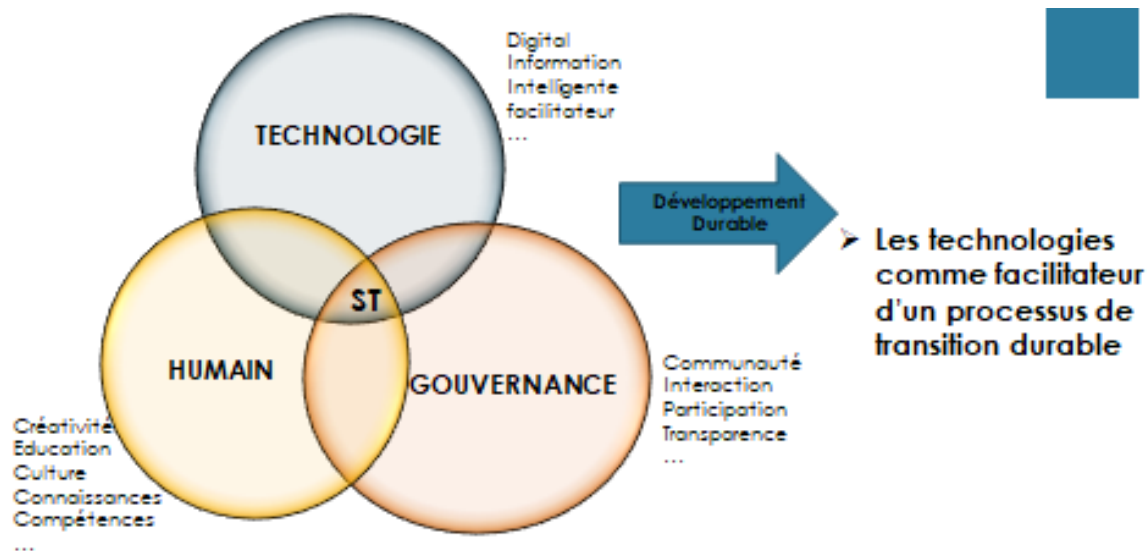 Digital
Information
Intelligente
facilitateur
...
TECHNOLOGIE
Développement
Durable
➤ Les technologies
comme facilitateur
d'un processus de
transition durable
ST
HUMAIN
GOUVERNANCE
Communauté
Interaction
Participation
Transparence
...
Créativité
Education
Culture
Connaissances
Compétences
...